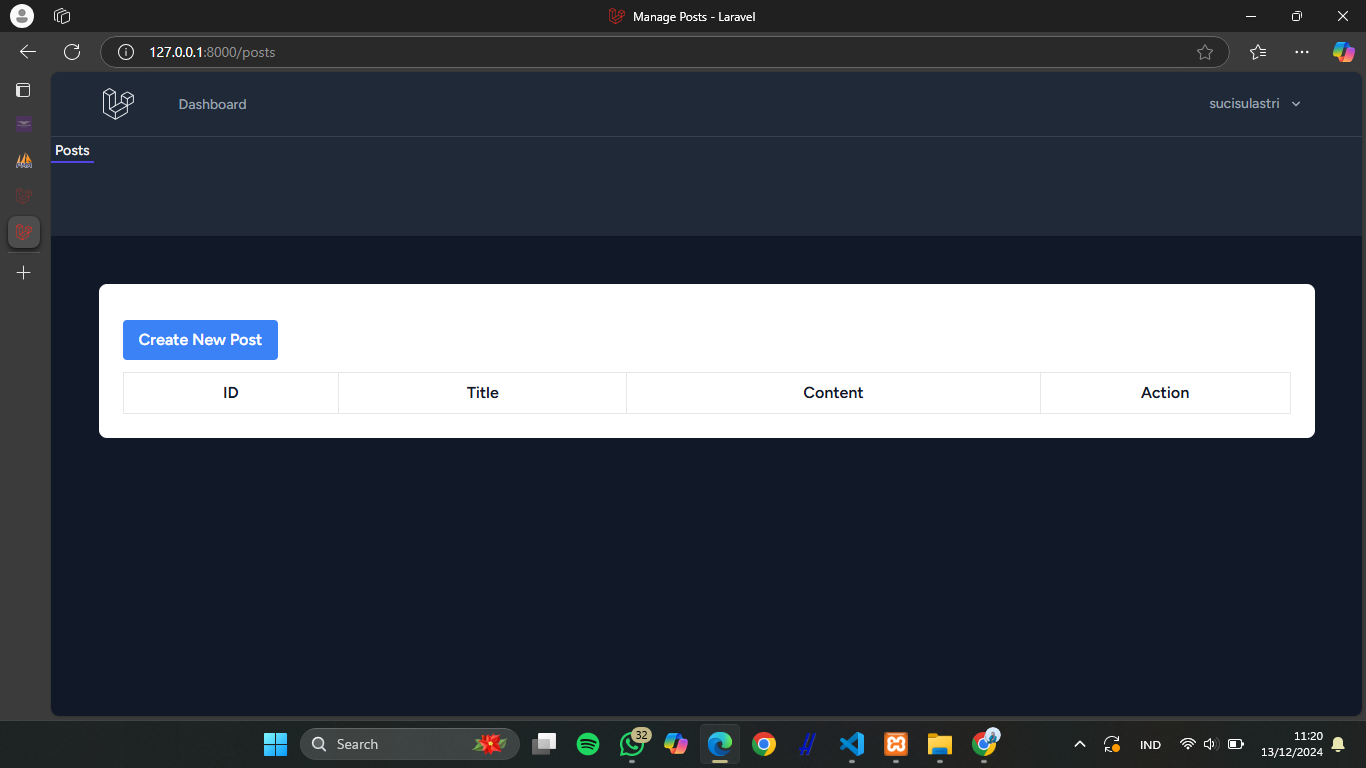 Manage Posts - Laravel
127.0.0.1:8000/posts
Dashboard
sucisulastri
Posts
Create New Post
ID Title Content Action
Search
32
IND
11:20
13/12/2024